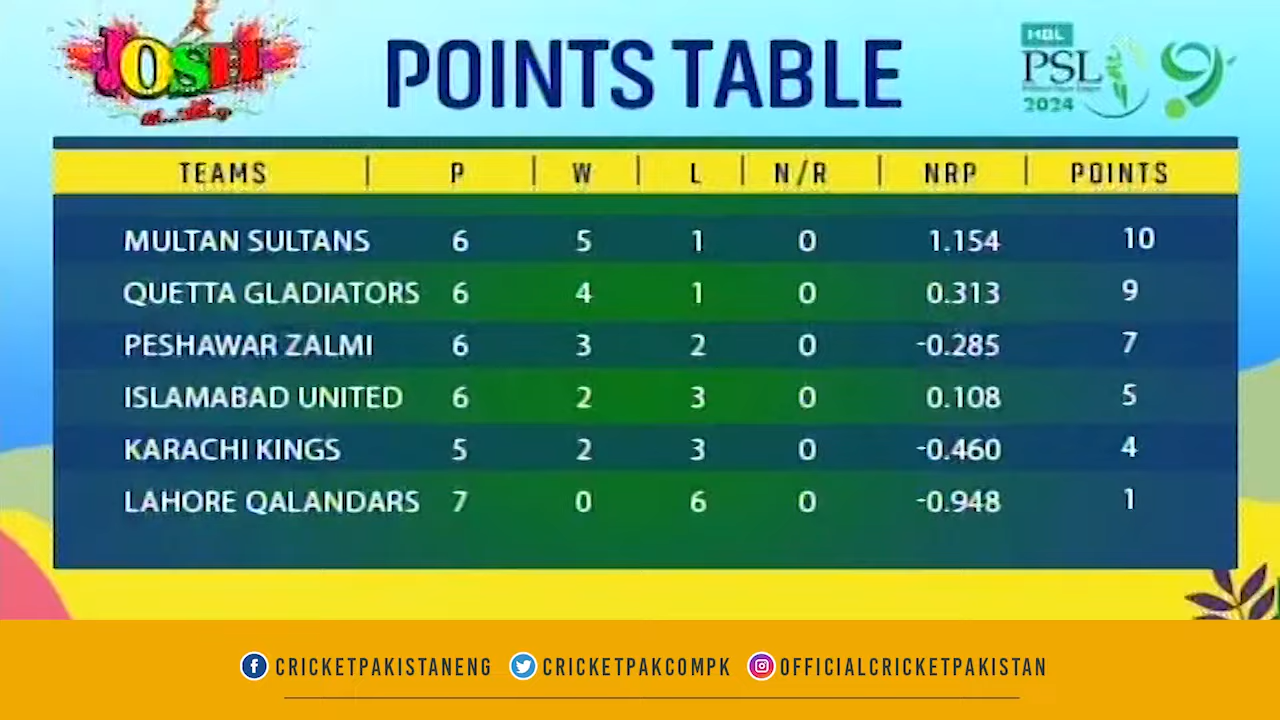 JOSH
POINTS TABLE
HBL
PSL
2024
TEAMS P W L N/R NRP POINTS
MULTAN SULTANS 6 5 1 0 1.154 10
QUETTA GLADIATORS 6 4 1 0 0.313 9
PESHAWAR ZALMI 6 3 2 0 -0.285 7
ISLAMABAD UNITED 6 2 3 0 0.108 5
KARACHI KINGS 5 2 3 0 -0.460 4
LAHORE QALANDARS 7 0 6 0 -0.948 1
CRICKETPAKISTANENG CRICKETPAKCOMPK OFFICIALCRICKETPAKISTAN